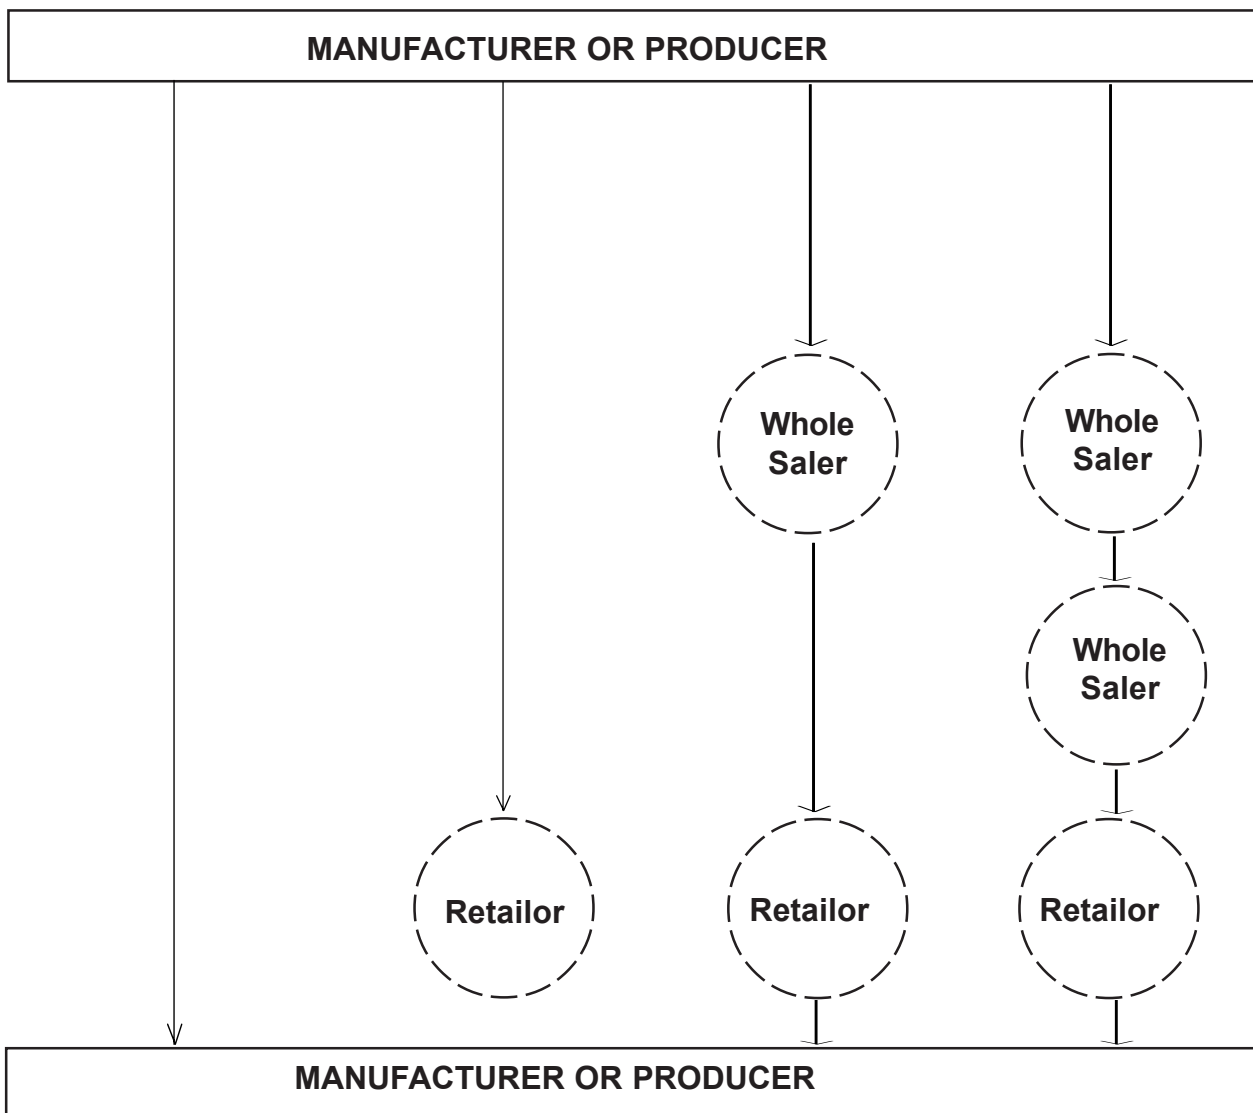 MANUFACTURER OR PRODUCER
Whole
Saler
Whole
Saler
Whole
Saler
Retailor
Retailor
Retailor
MANUFACTURER OR PRODUCER